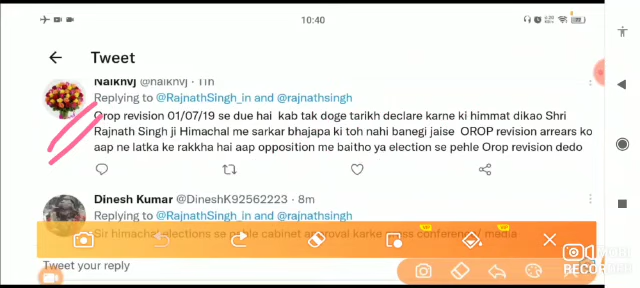 10:40
Tweet
Naikhvj @naikhvj · 11h
Replying to @RajnathSingh_in and @rajnathsingh
Orop revision 01/07/19 se due hai kab tak doge tarikh declare karne ki himmat dikao Shri
Rajnath Singh ji Himachal me sarkar bhajapa ki toh nahi banegi jaise OROP revision arrears ko
aap ne latka ke rakkha hai aap opposition me baitho ya election se pehle Orop revision dedo
Dinesh Kumar @DineshK92562223 · 8m
Replying to @RajnathSingh_in and @rajnathsingh
Sir himachal elections se pehle cabinet approval karke press conference/ media
Tweet your reply
RECORDER